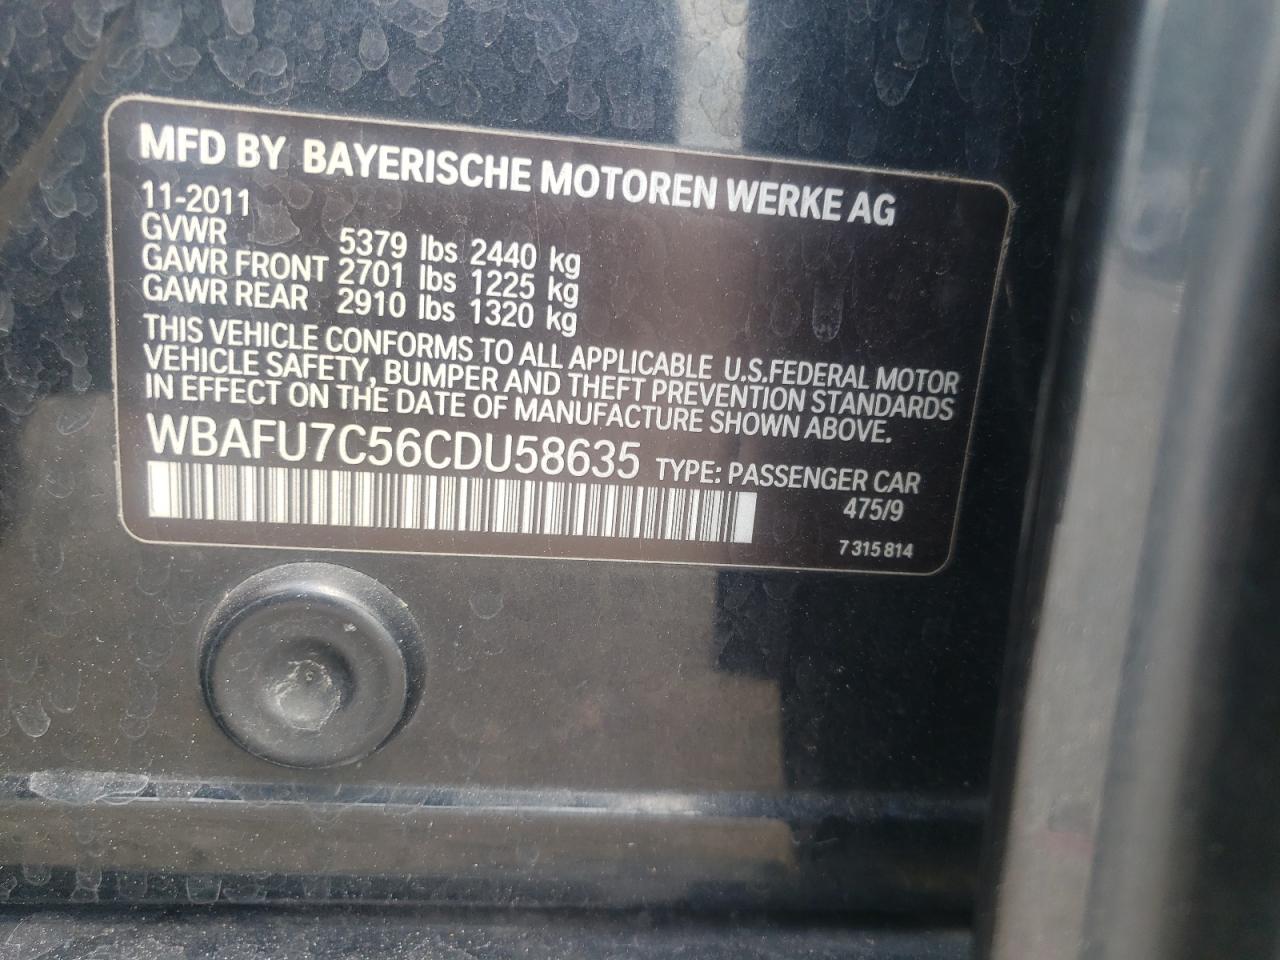 MFD BY BAYERISCHE MOTOREN WERKE AG
11-2011
GVWR 5379 lbs 2440 kg
GAWR FRONT 2701 lbs 1225 kg
GAWR REAR 2910 lbs 1320 kg
THIS VEHICLE CONFORMS TO ALL APPLICABLE U.S.FEDERAL MOTOR
VEHICLE SAFETY, BUMPER AND THEFT PREVENTION STANDARDS
IN EFFECT ON THE DATE OF MANUFACTURE SHOWN ABOVE.
WBAFU7C56CDU58635 TYPE: PASSENGER CAR
475/9
7 315 814